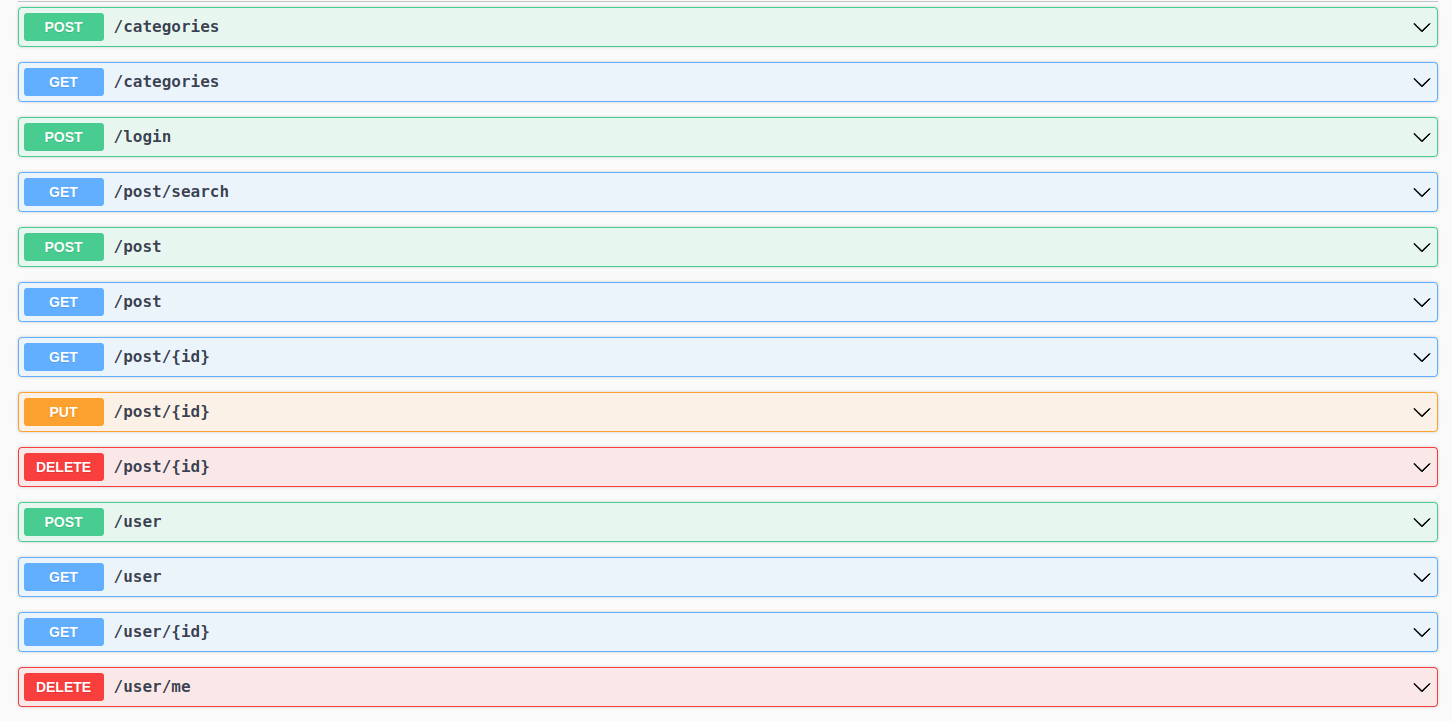 POST /categories
GET /categories
POST /login
GET /post/search
POST /post
GET /post
GET /post/{id}
PUT /post/{id}
DELETE /post/{id}
POST /user
GET /user
GET /user/{id}
DELETE /user/me